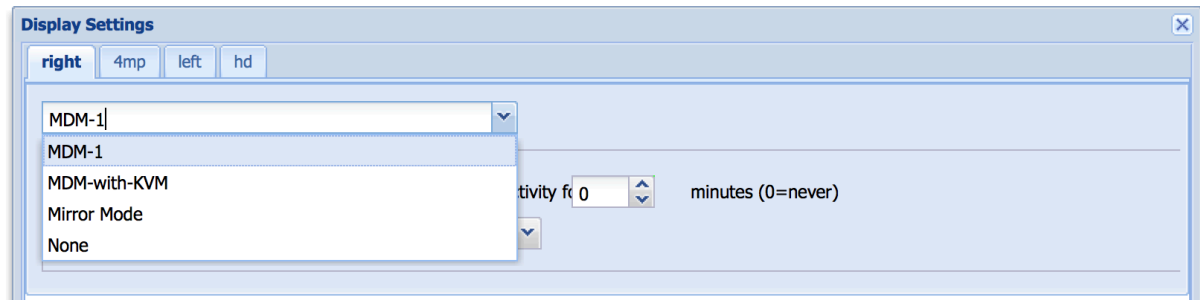 Display Settings
right 4mp left hd
MDM-1
MDM-1
MDM-with-KVM
tivity fo 0 minutes (0=never)
Mirror Mode
None